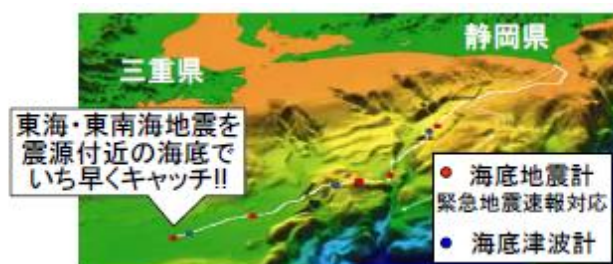 静岡県
三重県
東海・東南海地震を
震源付近の海底で
いち早くキャッチ!!
海底地震計
緊急地震速報対応
海底津波計